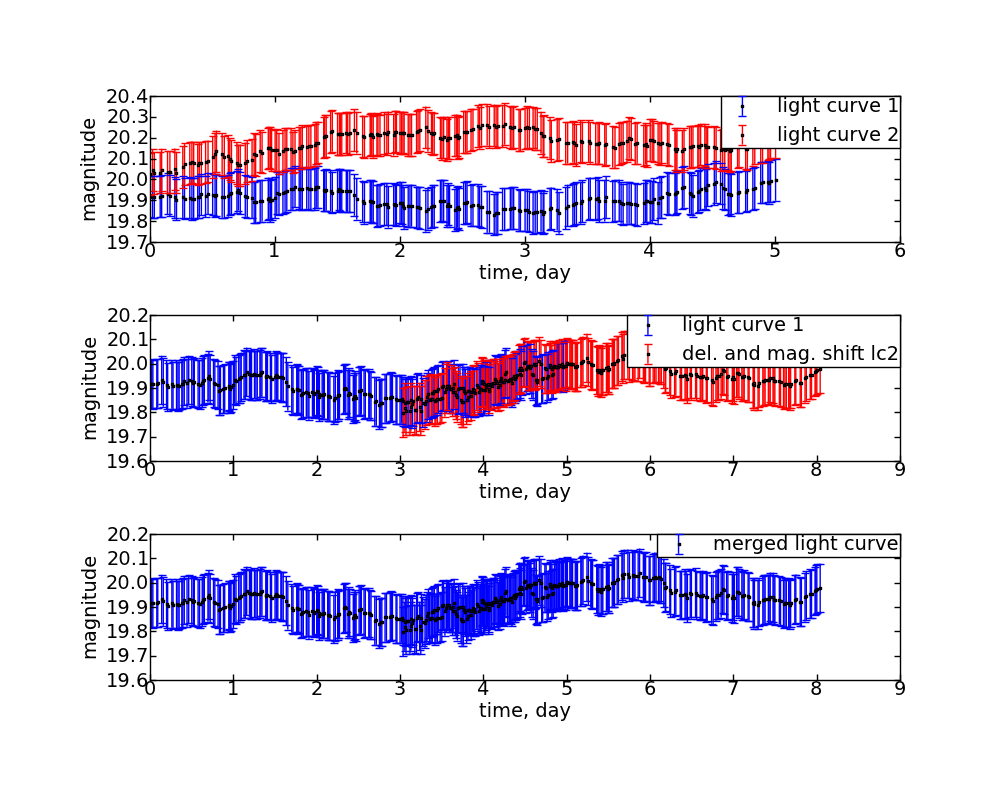 20.4
20.3
20.2
20.1
20.0
19.9
19.8
19.7
magnitude
light curve 1
light curve 2
0 1 2 3 4 5 6
time, day
20.2
20.1
20.0
19.9
19.8
19.7
19.6
magnitude
light curve 1
del. and mag. shift lc2
0 1 2 3 4 5 6 7 8 9
time, day
20.2
20.1
20.0
19.9
19.8
19.7
19.6
magnitude
merged light curve
0 1 2 3 4 5 6 7 8 9
time, day